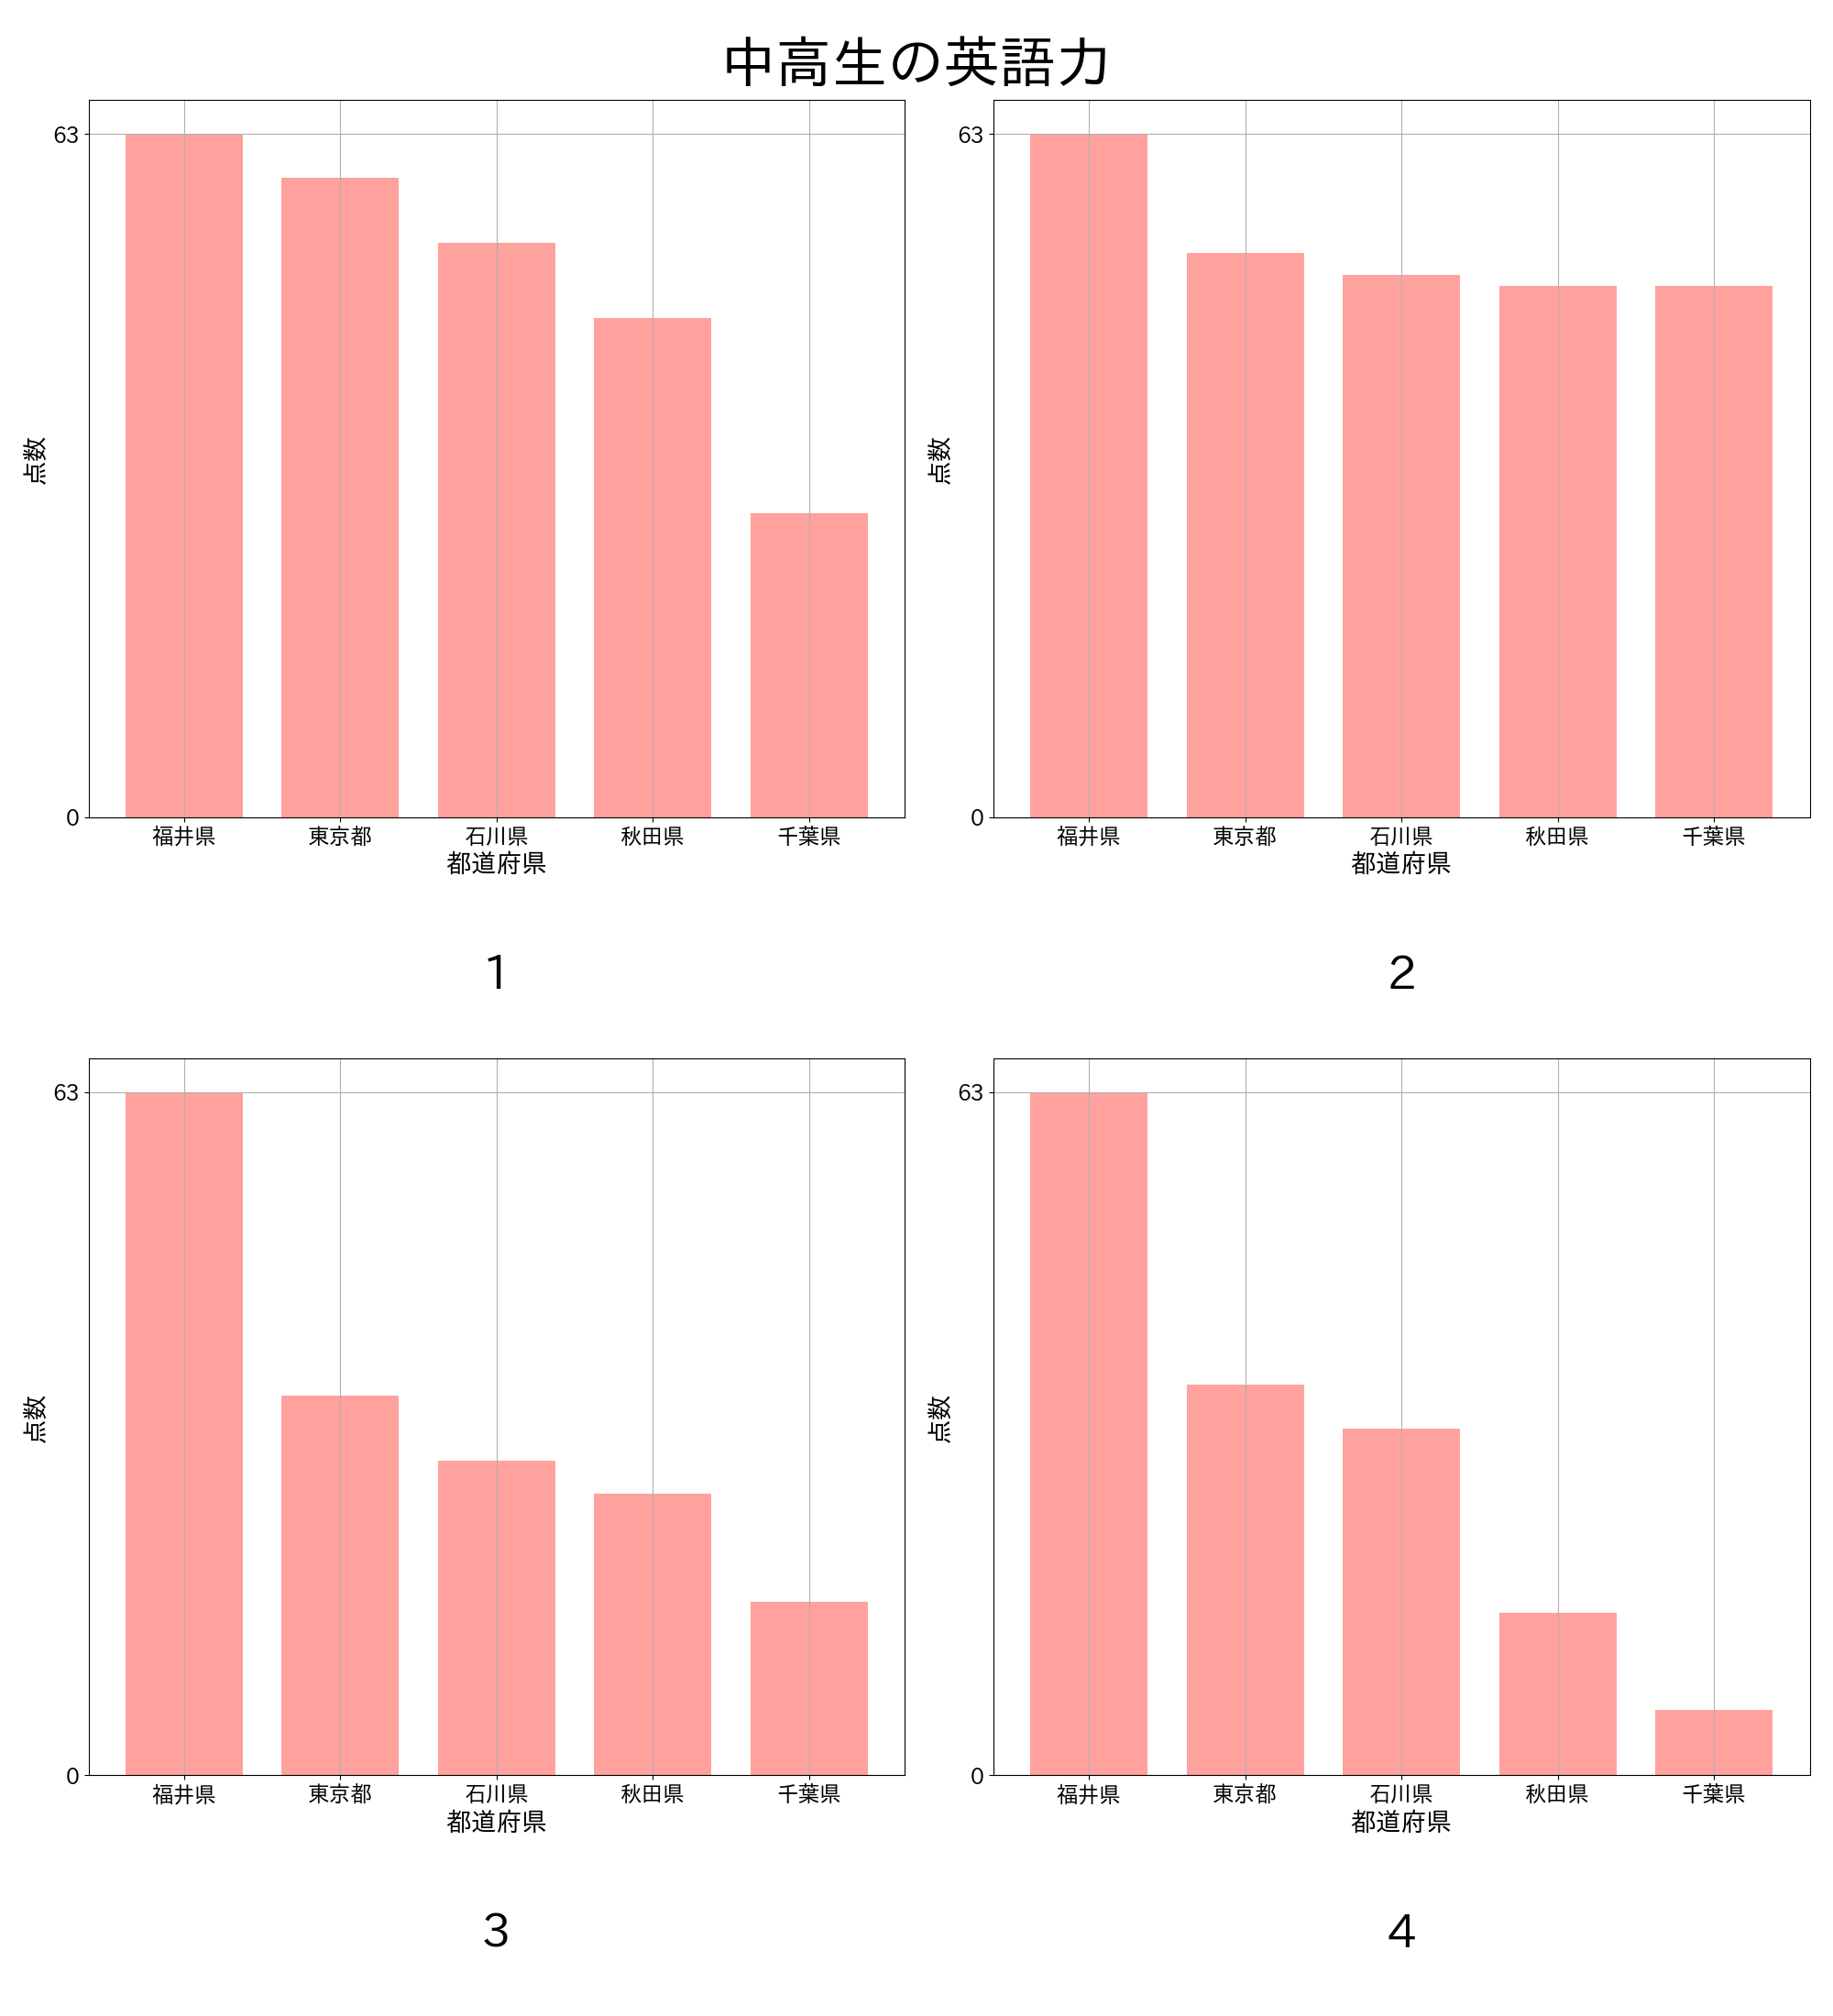 中高生の英語力
63
0
点数
福井県 東京都 石川県 秋田県 千葉県
都道府県
1
63
0
点数
福井県 東京都 石川県 秋田県 千葉県
都道府県
2
63
0
点数
福井県 東京都 石川県 秋田県 千葉県
都道府県
3
63
0
点数
福井県 東京都 石川県 秋田県 千葉県
都道府県
4